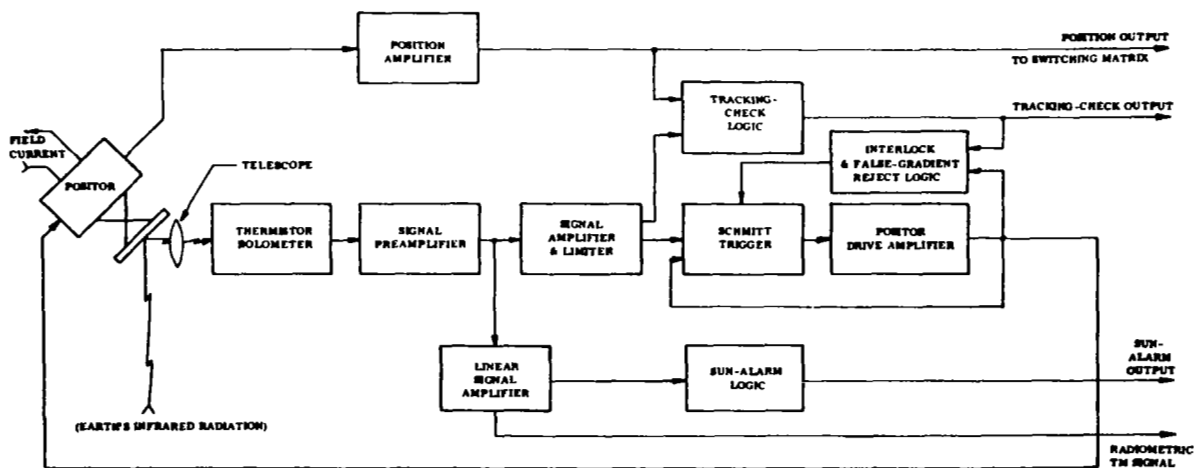 POSITION
AMPLIFIER
POSITION OUTPUT
TO SWITCHING MATRIX
TRACKING-
CHECK
LOGIC
TRACKING-CHECK OUTPUT
FIELD
CURRENT
POSITOR
TELESCOPE
INTERLOCK
& FALSE-GRADIENT
REJECT LOGIC
THERMISTOR
BOLOMETER
SIGNAL
PREAMPLIFIER
SIGNAL
AMPLIFIER
& LIMITER
SCHMITT
TRIGGER
POSITOR
DRIVE AMPLIFIER
LINEAR
SIGNAL
AMPLIFIER
SUN-ALARM
LOGIC
SUN-
ALARM
OUTPUT
(EARTH'S INFRARED RADIATION)
RADIOMETRIC
TM SIGNAL